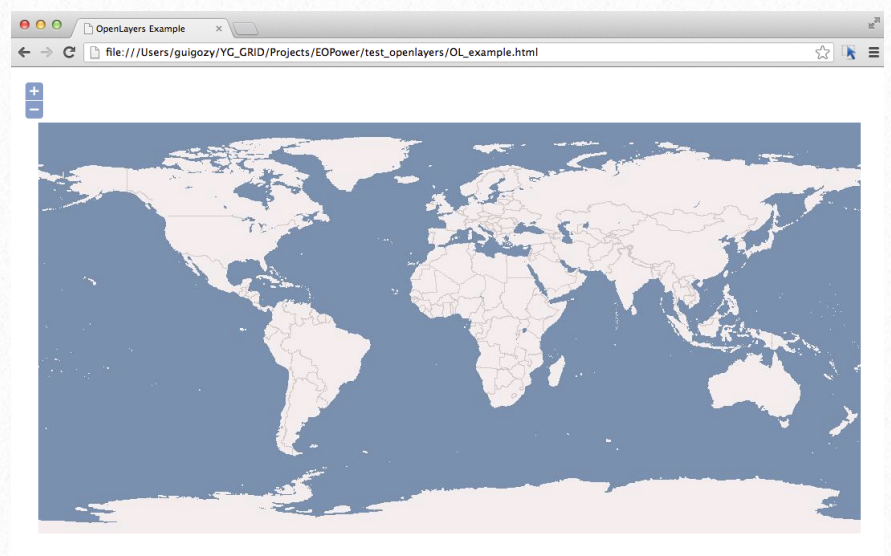 OpenLayers Example
file:///Users/guigozy/YG_GRID/Projects/EOPower/test_openlayers/OL_example.html
+
−